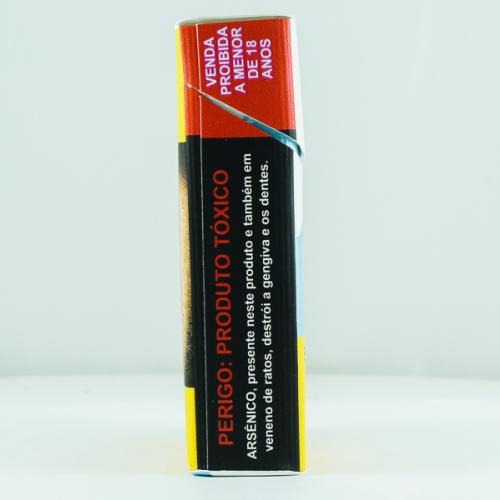 VENDA
PROIBIDA
A MENOR
DE 18
ANOS
PERIGO: PRODUTO TÓXICO
ARSÊNICO, presente neste produto e também em
veneno de ratos, destrói a gengiva e os dentes.